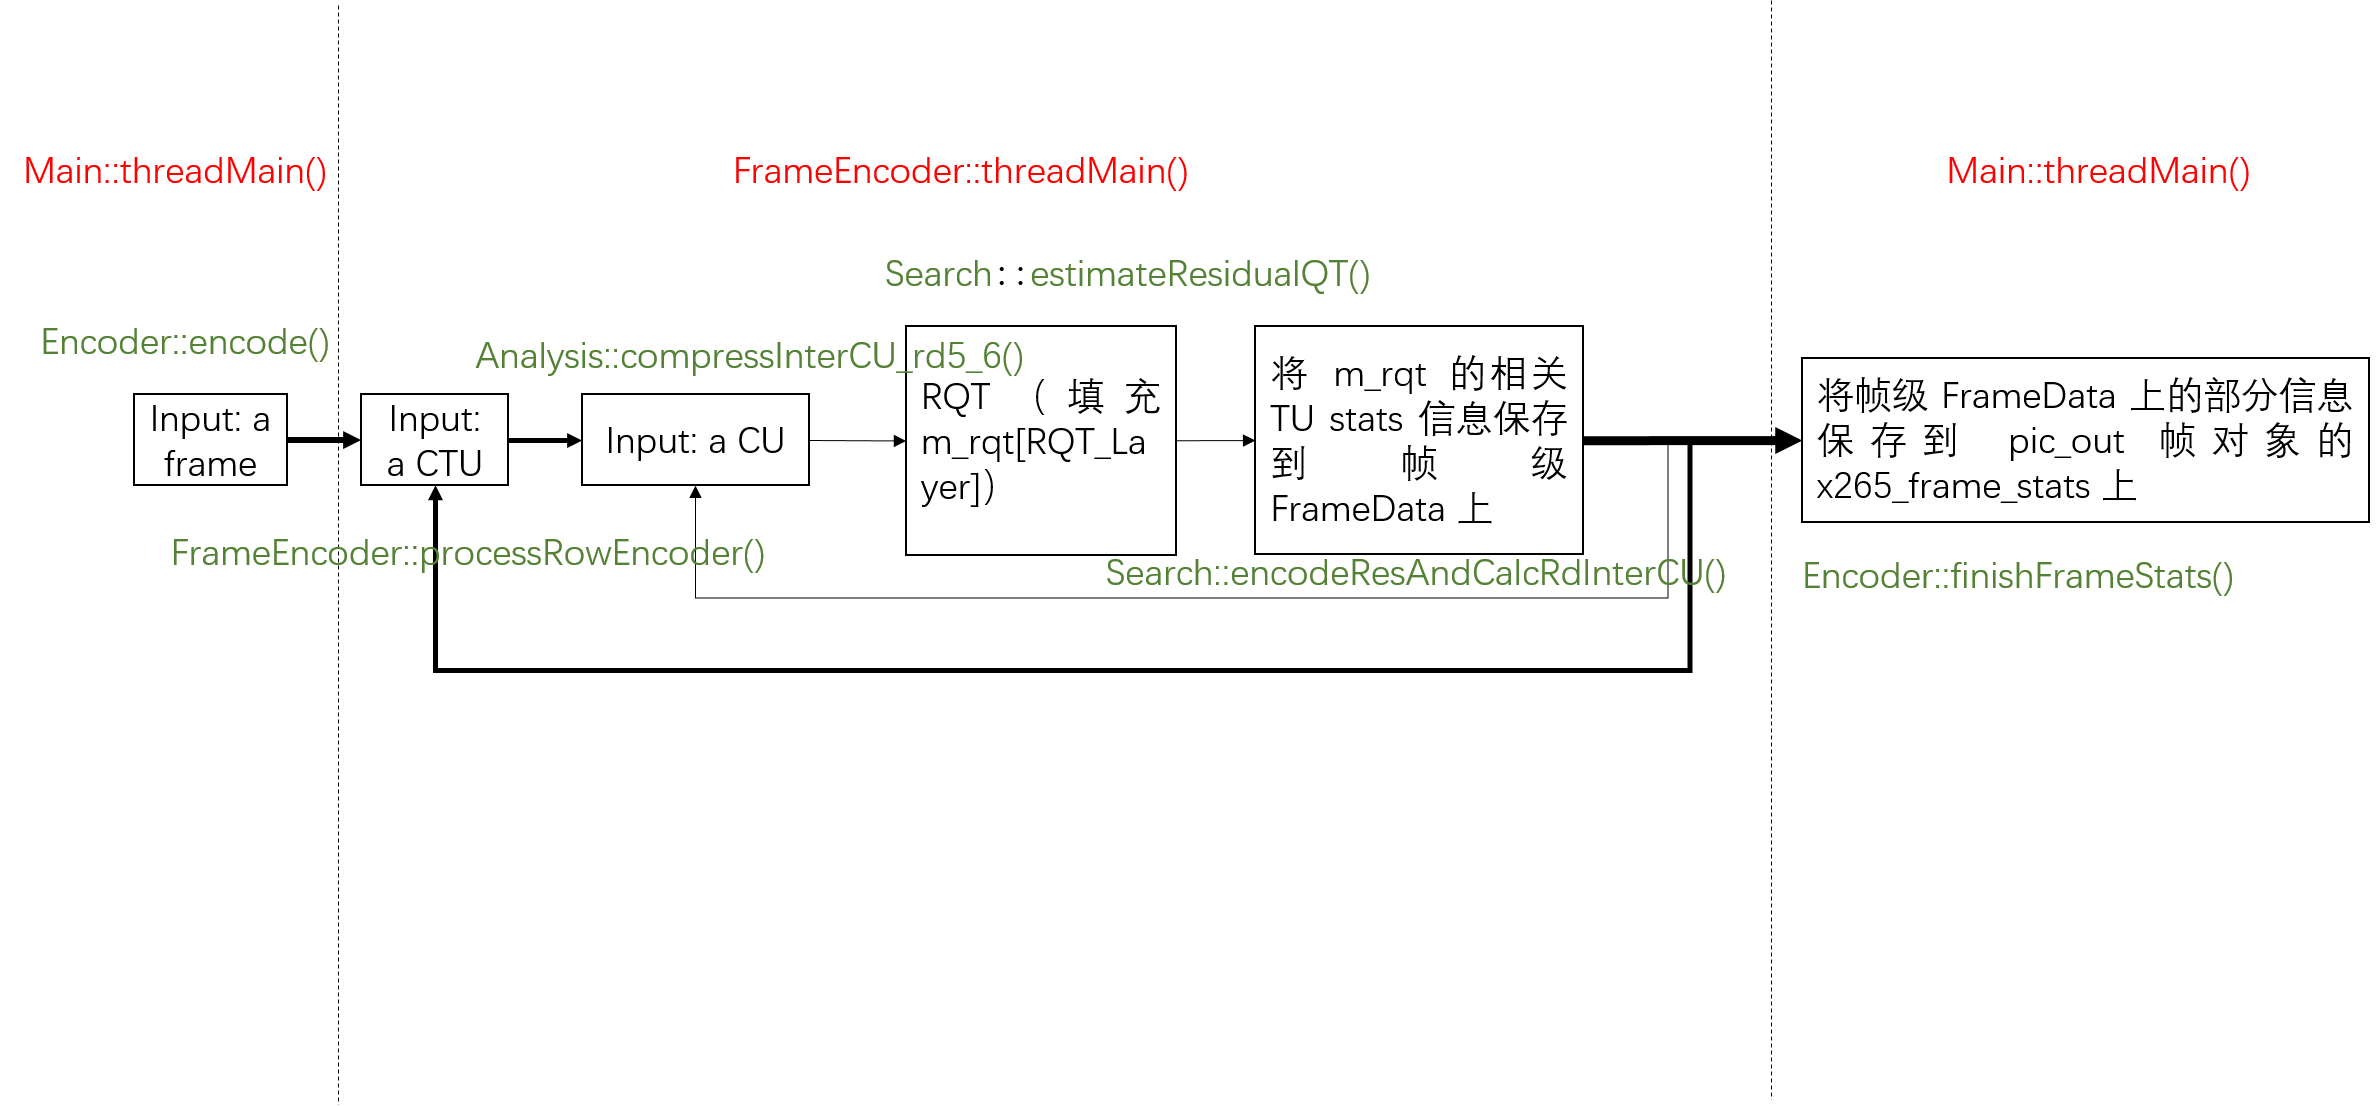 Main::threadMain()
FrameEncoder::threadMain()
Main::threadMain()
Search：：estimateResidualQT()
Encoder::encode()
Analysis::compressInterCU_rd5_6()
Input: a
frame
Input:
a CTU
Input: a CU
RQT（填充
m_rqt[RQT_La
yer]）
将 m_rqt 的相关
TU stats 信息保存
到帧级
FrameData 上
将帧级 FrameData 上的部分信息
保存到 pic_out 帧对象的
x265_frame_stats 上
FrameEncoder::processRowEncoder()
Search::encodeResAndCalcRdInterCU()
Encoder::finishFrameStats()